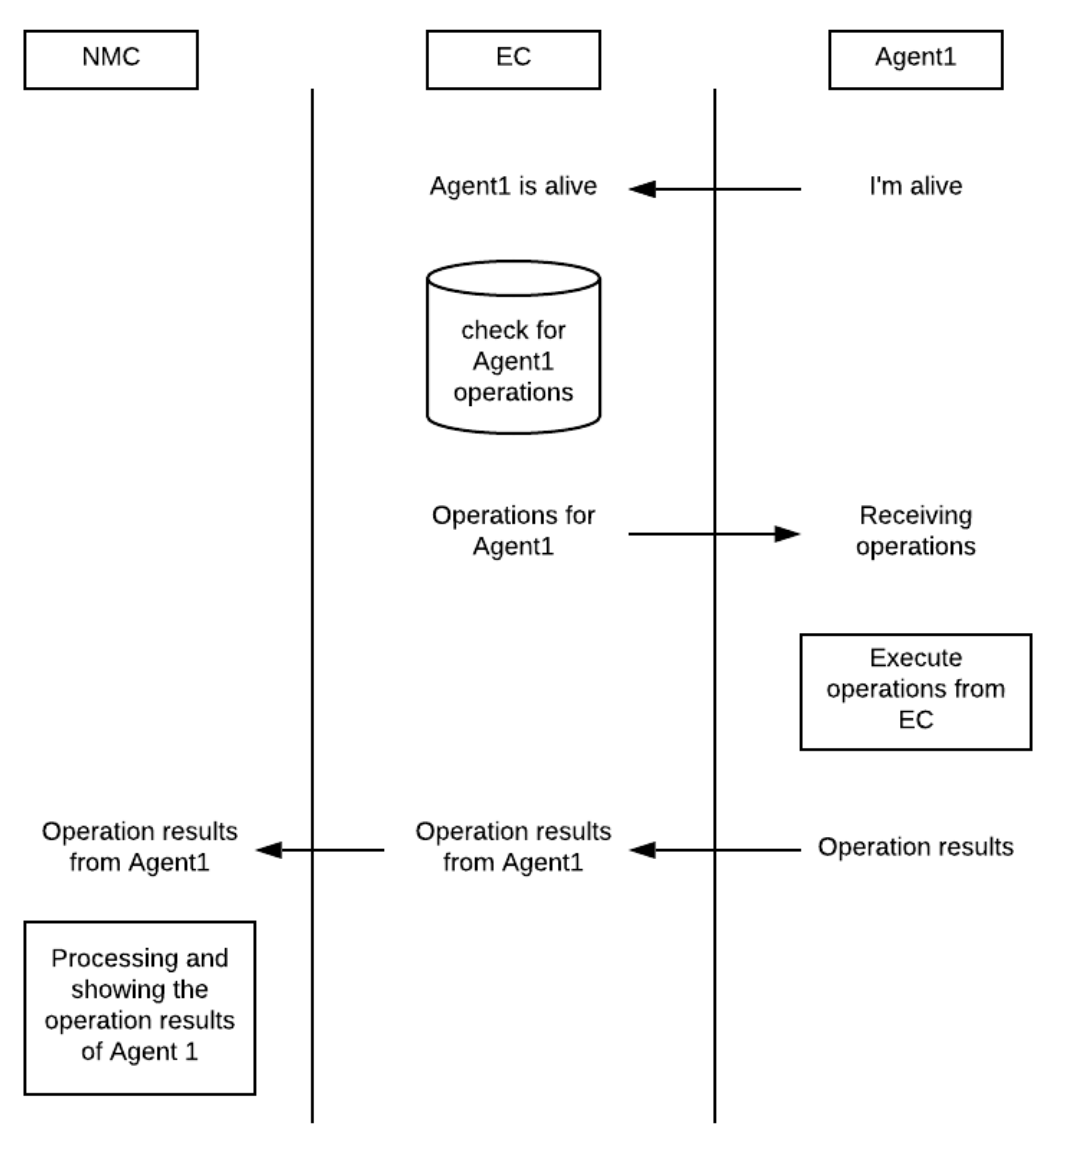 NMC
EC
Agent1
Agent1 is alive
I'm alive
check for
Agent1
operations
Operations for
Agent1
Receiving
operations
Execute
operations from
EC
Operation results
from Agent1
Operation results
from Agent1
Operation results
Processing and
showing the
operation results
of Agent 1